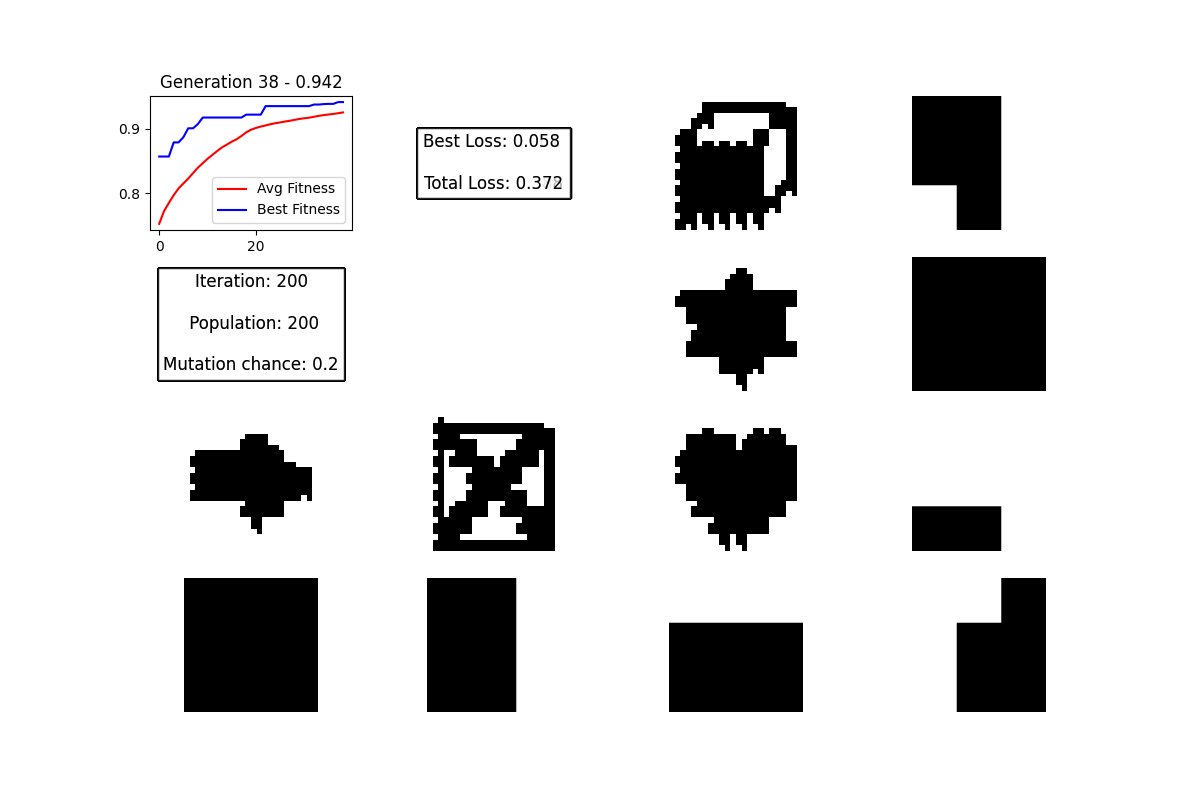 Generation 38 - 0.942
0.9
0.8
Avg Fitness
Best Fitness
0
20
Best Loss: 0.058
Total Loss: 0.372
Iteration: 200
Population: 200
Mutation chance: 0.2